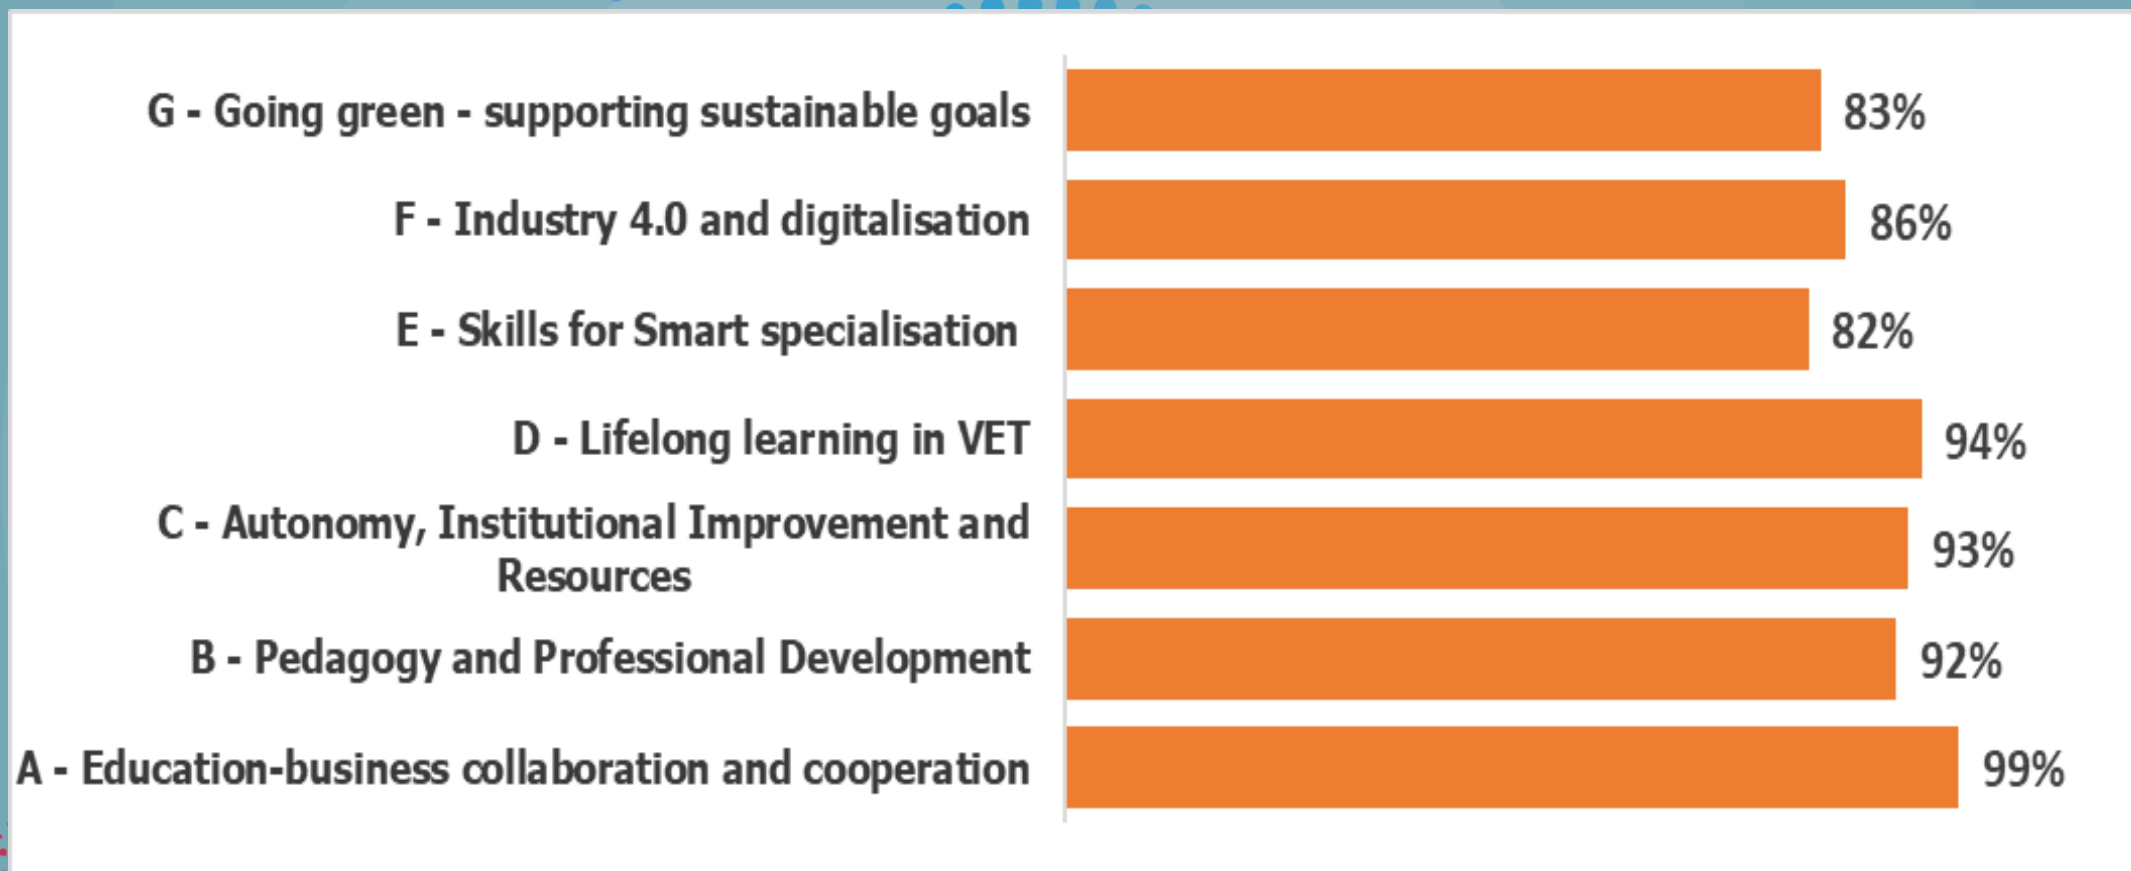 G - Going green - supporting sustainable goals
83%
F - Industry 4.0 and digitalisation
86%
E - Skills for Smart specialisation
82%
D - Lifelong learning in VET
94%
C - Autonomy, Institutional Improvement and
Resources
93%
B - Pedagogy and Professional Development
92%
A - Education-business collaboration and cooperation
99%